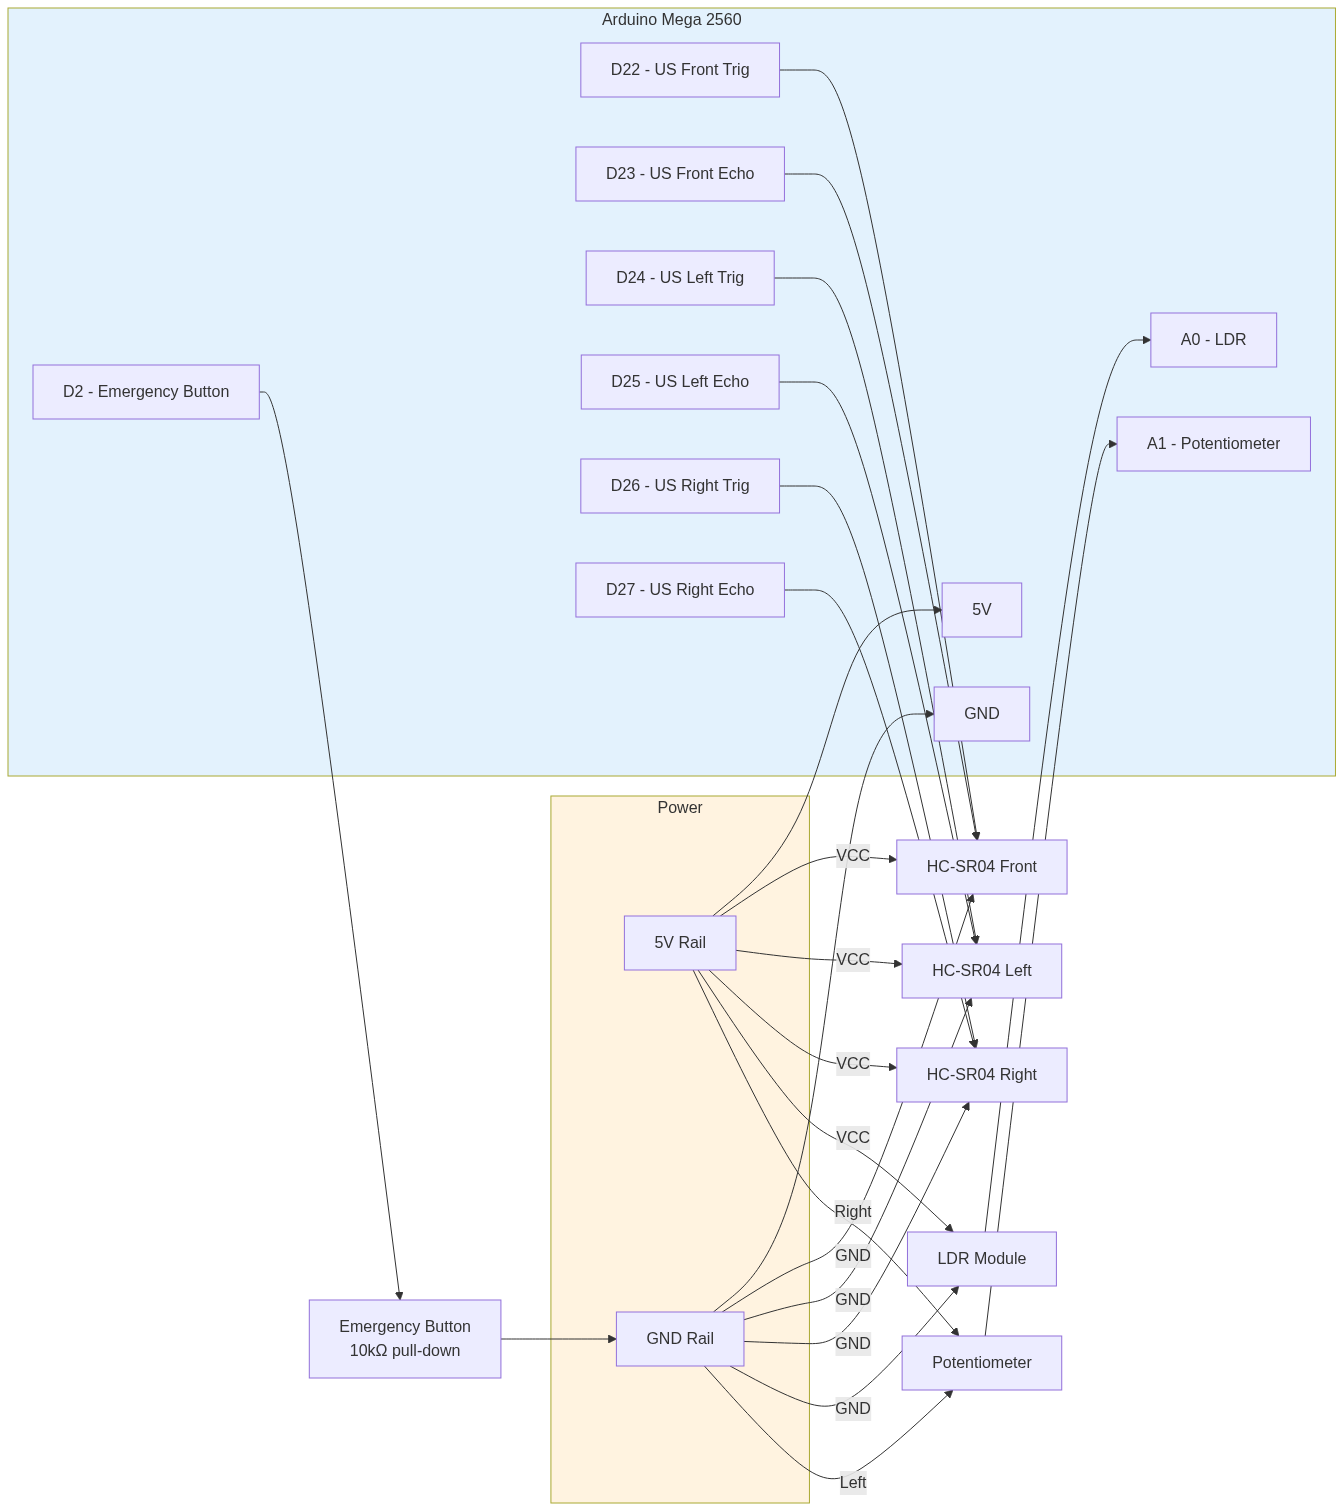 Arduino Mega 2560
D22 - US Front Trig
D23 - US Front Echo
D24 - US Left Trig
A0 - LDR
D2 - Emergency Button
D25 - US Left Echo
A1 - Potentiometer
D26 - US Right Trig
D27 - US Right Echo
5V
GND
Power
VCC
HC-SR04 Front
5V Rail
VCC
HC-SR04 Left
VCC
HC-SR04 Right
VCC
Right
GND
LDR Module
GND
Emergency Button
10kΩ pull-down
GND Rail
GND
Potentiometer
GND
Left